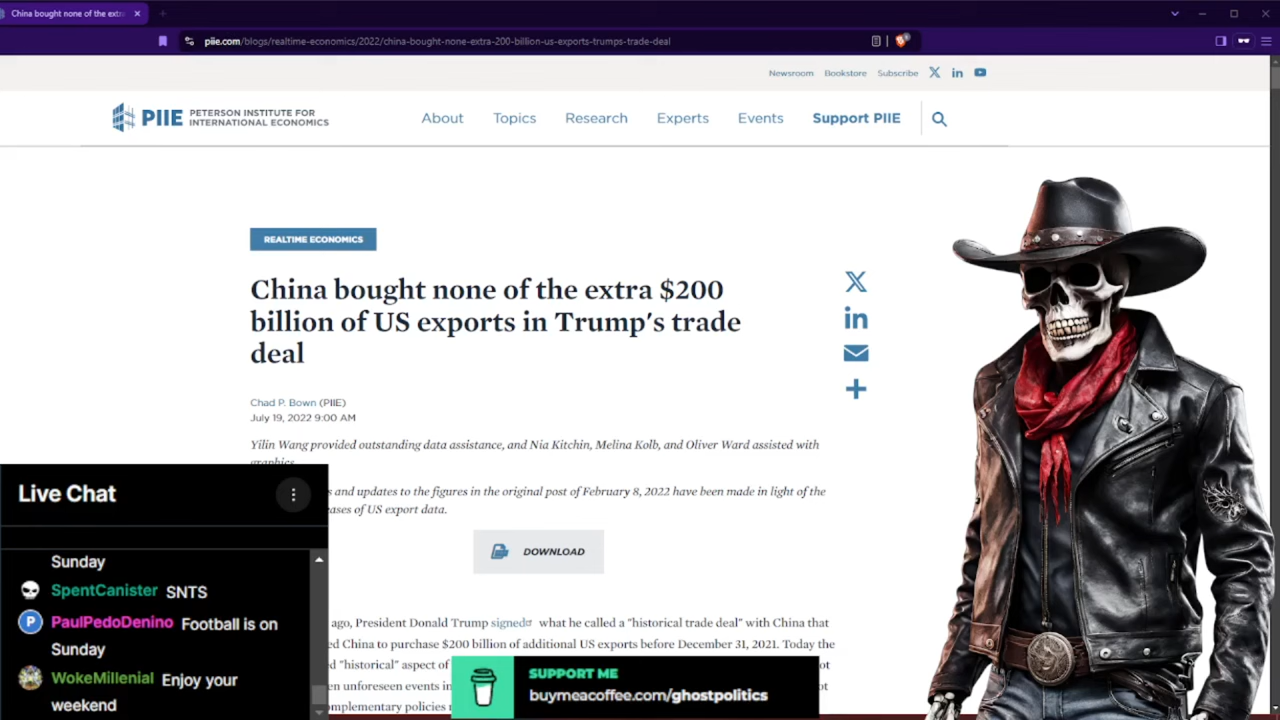 China bought none of the extr
piie.com/blogs/realtime-economics/2022/china-bought-none-extra-200-billion-us-exports-trumps-trade-deal
Newsroom Bookstore Subscribe
PIIE PETERSON INSTITUTE FOR
INTERNATIONAL ECONOMICS
About Topics Research Experts Events Support PIIE
REALTIME ECONOMICS
China bought none of the extra $200
billion of US exports in Trump's trade
deal
Chad P. Bown (PIIE)
July 19, 2022 9:00 AM
Yilin Wang provided outstanding data assistance, and Nia Kitchin, Melina Kolb, and Oliver Ward assisted with
graphics.
s and updates to the figures in the original post of February 8, 2022 have been made in light of the
eases of US export data.
DOWNLOAD
ago, President Donald Trump signed what he called a "historical trade deal" with China that
ed China to purchase $200 billion of additional US exports before December 31, 2021. Today the
d "historical" aspect of
ot
en unforeseen events in
ot
omplementary policies
Live Chat
Sunday
SpentCanister SNTS
P PaulPedoDenino Football is on
Sunday
WokeMillenial Enjoy your
weekend
SUPPORT ME
buymeacoffee.com/ghostpolitics